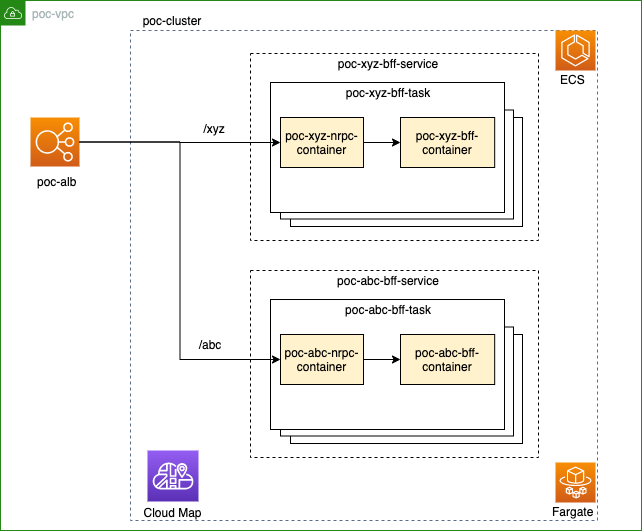 poc-vpc
poc-cluster
ECS
poc-xyz-bff-service
poc-xyz-bff-task
/xyz
poc-xyz-nrpc-
container
poc-xyz-bff-
container
poc-alb
poc-abc-bff-service
poc-abc-bff-task
/abc
poc-abc-nrpc-
container
poc-abc-bff-
container
Cloud Map
Fargate